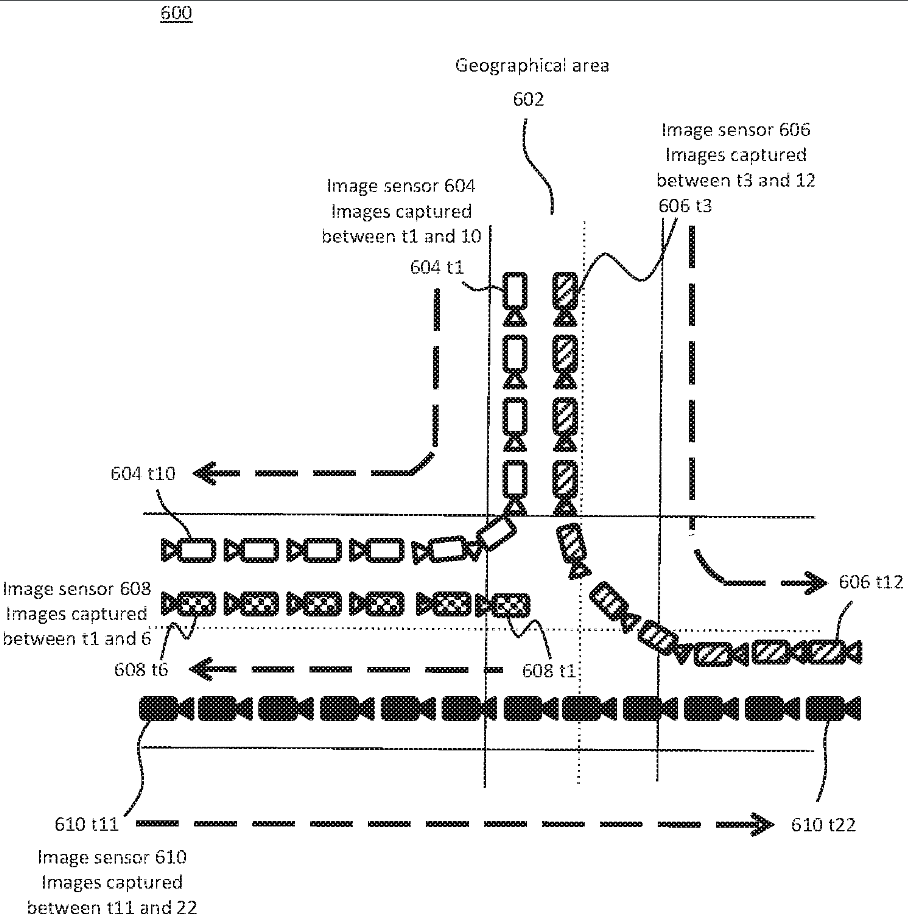 600
Geographical area
602
Image sensor 606
Images captured
between t3 and 12
606 t3
Image sensor 604
Images captured
between t1 and 10
604 t1
604 t10
Image sensor 608
Images captured
between t1 and 6
608 t6
608 t1
606 t12
610 t11
610 t22
Image sensor 610
Images captured
between t11 and 22